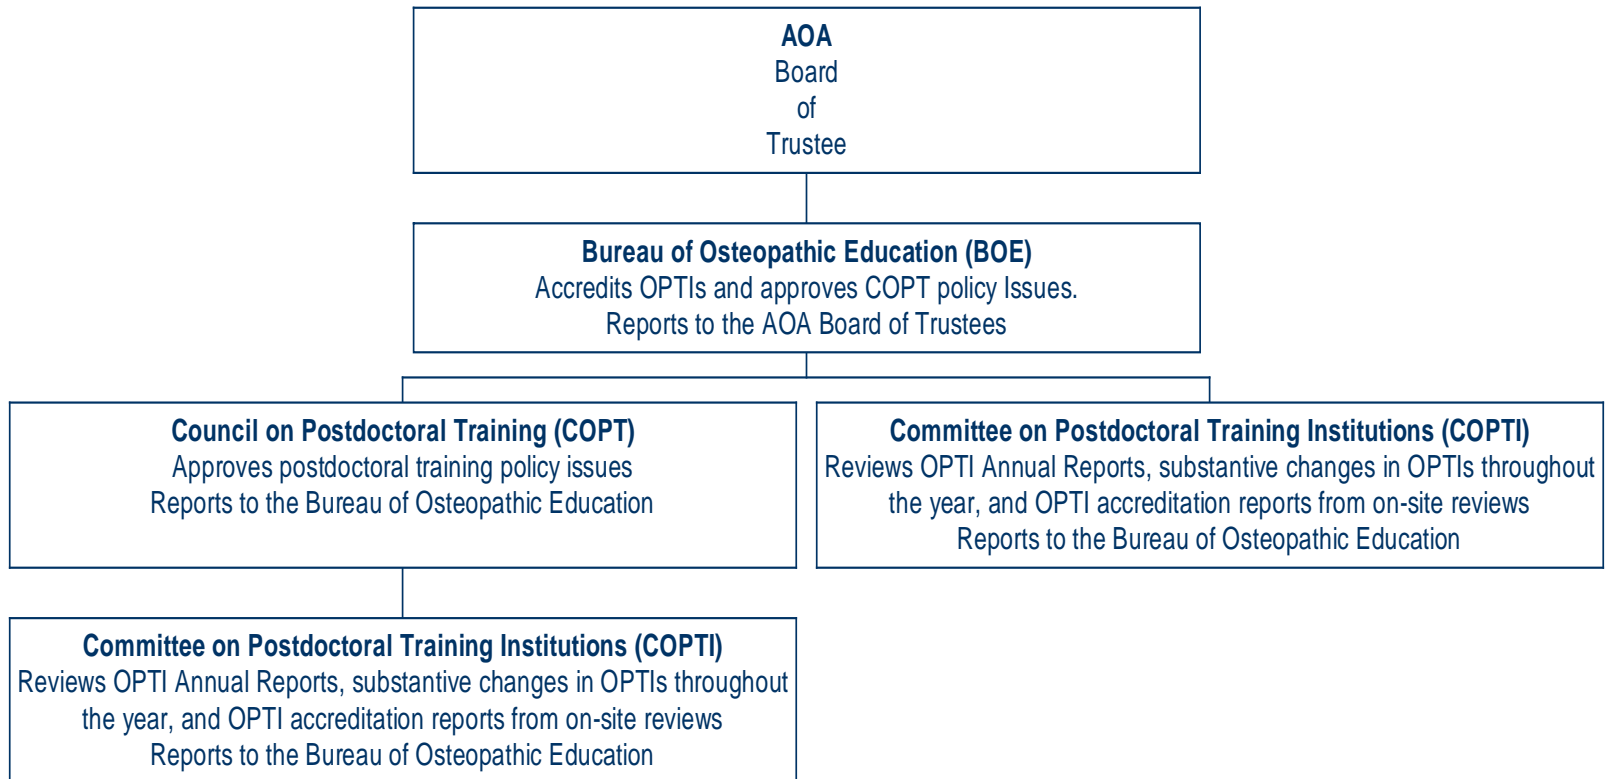 AOA
Board
of
Trustee
Bureau of Osteopathic Education (BOE)
Accredits OPTIs and approves COPT policy Issues.
Reports to the AOA Board of Trustees
Council on Postdoctoral Training (COPT)
Approves postdoctoral training policy issues
Reports to the Bureau of Osteopathic Education
Committee on Postdoctoral Training Institutions (COPTI)
Reviews OPTI Annual Reports, substantive changes in OPTIs throughout
the year, and OPTI accreditation reports from on-site reviews
Reports to the Bureau of Osteopathic Education
Committee on Postdoctoral Training Institutions (COPTI)
Reviews OPTI Annual Reports, substantive changes in OPTIs throughout
the year, and OPTI accreditation reports from on-site reviews
Reports to the Bureau of Osteopathic Education